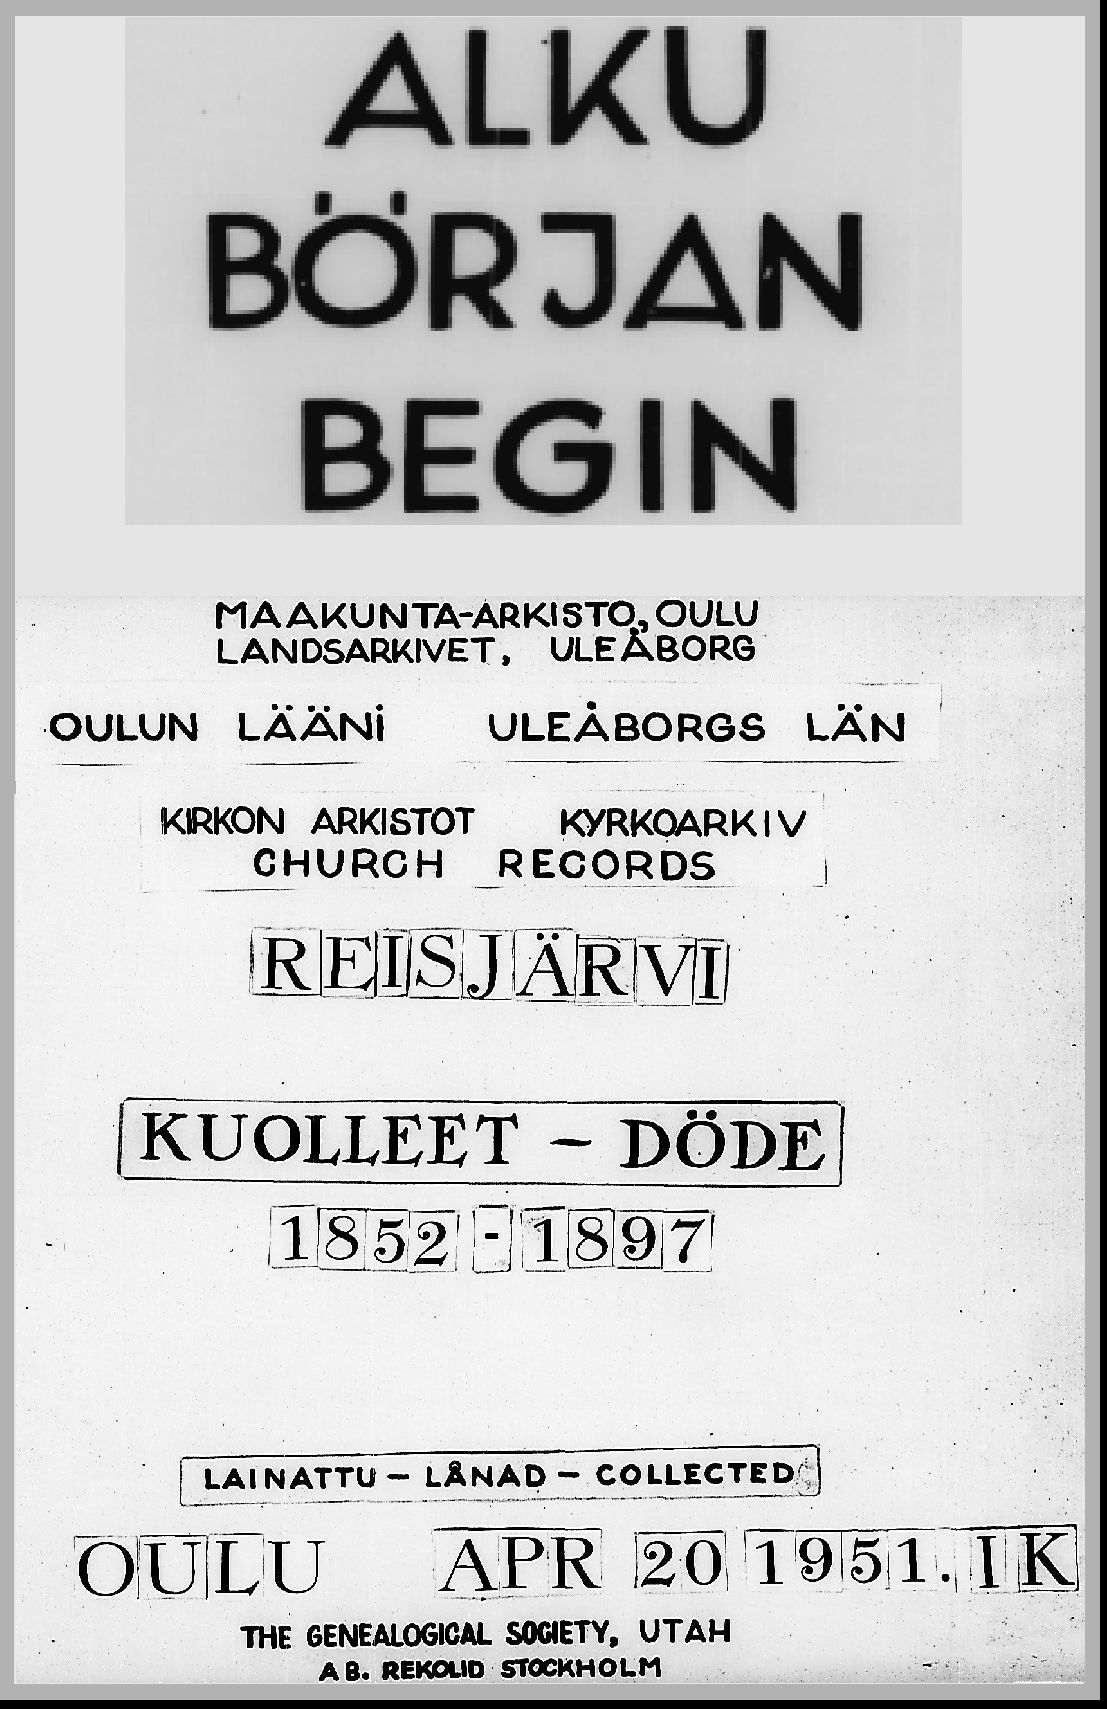 ALKU
BÖRJAN
BEGIN
MAAKUNTA-ARKISTO, OULU
LANDSARKIVET, ULEÅBORG
OULUN LÄÄNI ULEÅBORGS LÄN
KIRKON ARKISTOT KYRKOARKIV
CHURCH RECORDS
REISJÄRVI
KUOLLEET - DÖDE
1852 - 1897
LAINATTU - LÅNAD - COLLECTED
OULU APR 20 1951. IK
THE GENEALOGICAL SOCIETY, UTAH
AB. REKOLID STOCKHOLM